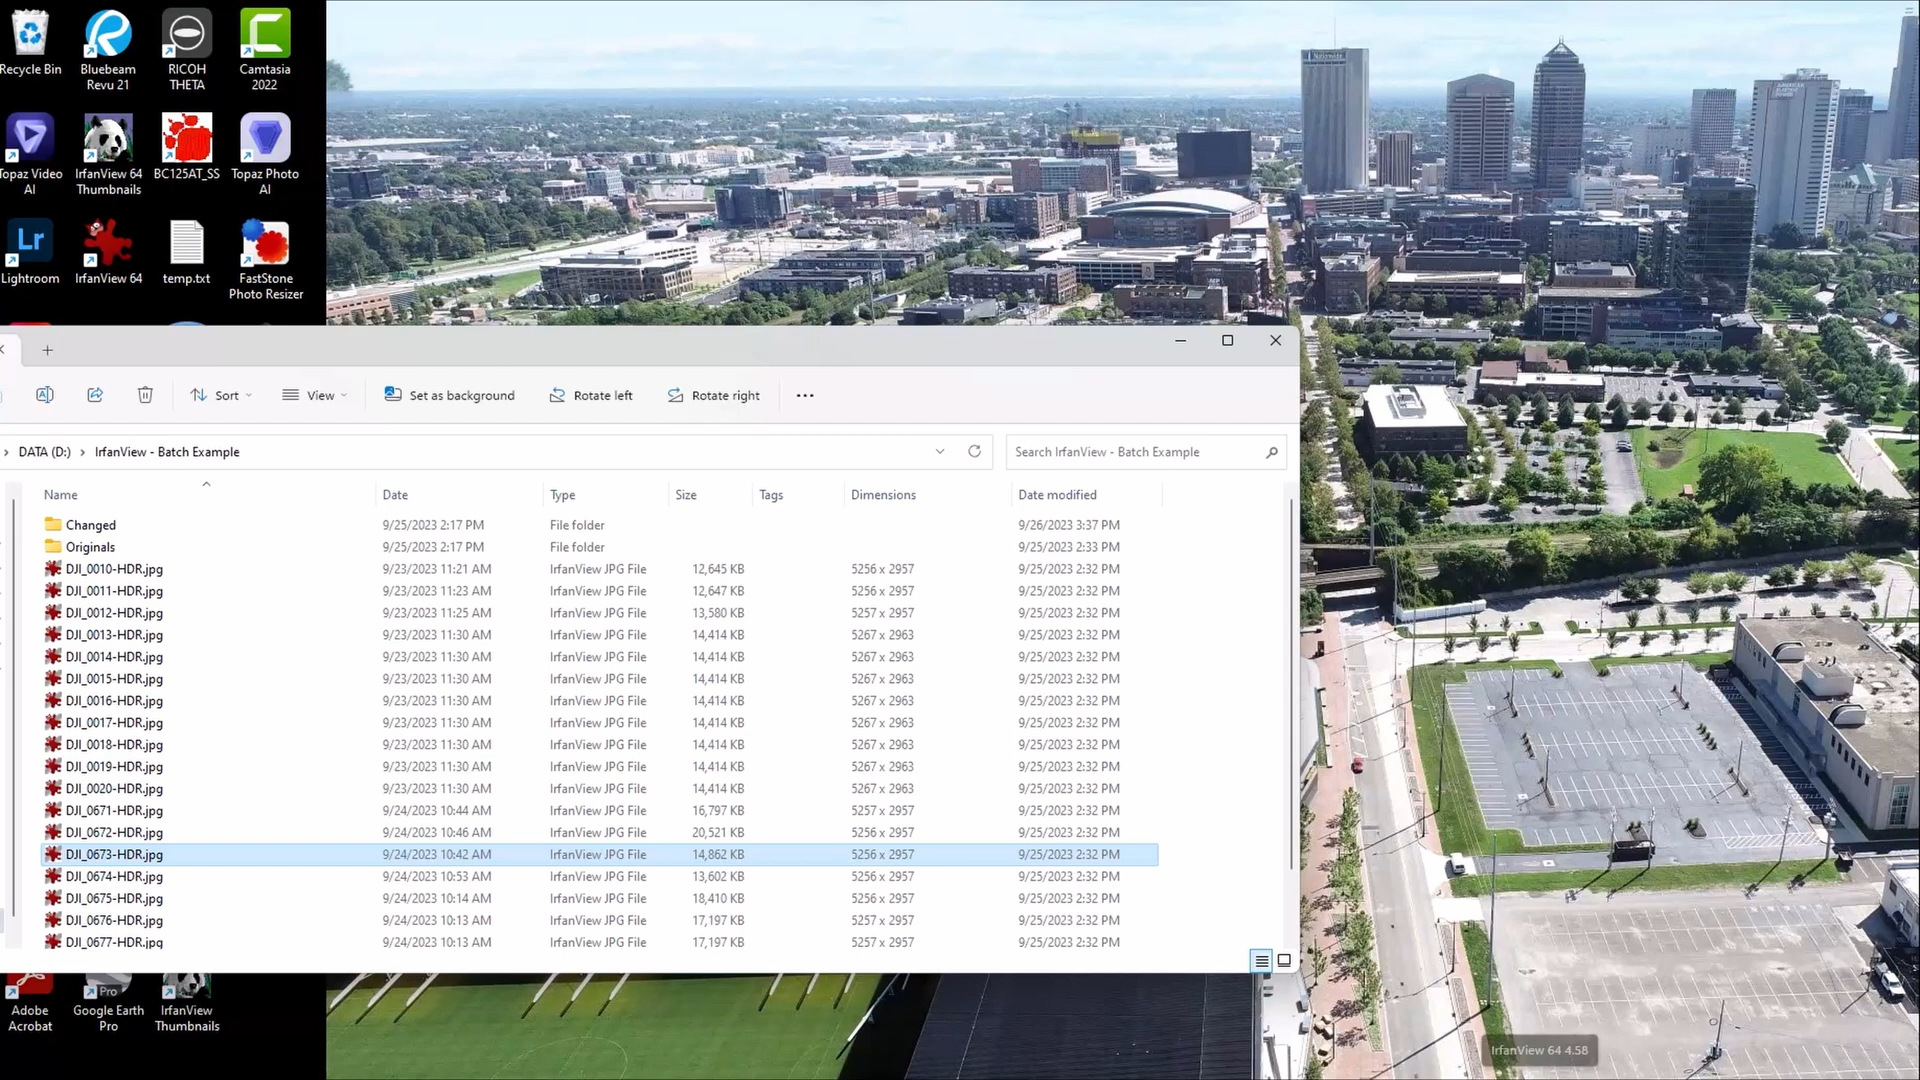 Recycle Bin
Bluebeam Revu 21
RICOH THETA
Camtasia 2022
Topaz Video AI
IrfanView 64 Thumbnails
BC125AT_SS
Topaz Photo AI
Lr
Lightroom
IrfanView 64
temp.txt
FastStone Photo Resizer
Sort
View
Set as background
Rotate left
Rotate right
DATA (D:) > IrfanView - Batch Example
Search IrfanView - Batch Example
Name Date Type Size Tags Dimensions Date modified
Changed 9/25/2023 2:17 PM File folder 9/26/2023 3:37 PM
Originals 9/25/2023 2:17 PM File folder 9/25/2023 2:33 PM
DJI_0010-HDR.jpg 9/23/2023 11:21 AM IrfanView JPG File 12,645 KB 5256 x 2957 9/25/2023 2:32 PM
DJI_0011-HDR.jpg 9/23/2023 11:23 AM IrfanView JPG File 12,647 KB 5256 x 2957 9/25/2023 2:32 PM
DJI_0012-HDR.jpg 9/23/2023 11:25 AM IrfanView JPG File 13,580 KB 5257 x 2957 9/25/2023 2:32 PM
DJI_0013-HDR.jpg 9/23/2023 11:30 AM IrfanView JPG File 14,414 KB 5267 x 2963 9/25/2023 2:32 PM
DJI_0014-HDR.jpg 9/23/2023 11:30 AM IrfanView JPG File 14,414 KB 5267 x 2963 9/25/2023 2:32 PM
DJI_0015-HDR.jpg 9/23/2023 11:30 AM IrfanView JPG File 14,414 KB 5267 x 2963 9/25/2023 2:32 PM
DJI_0016-HDR.jpg 9/23/2023 11:30 AM IrfanView JPG File 14,414 KB 5267 x 2963 9/25/2023 2:32 PM
DJI_0017-HDR.jpg 9/23/2023 11:30 AM IrfanView JPG File 14,414 KB 5267 x 2963 9/25/2023 2:32 PM
DJI_0018-HDR.jpg 9/23/2023 11:30 AM IrfanView JPG File 14,414 KB 5267 x 2963 9/25/2023 2:32 PM
DJI_0019-HDR.jpg 9/23/2023 11:30 AM IrfanView JPG File 14,414 KB 5267 x 2963 9/25/2023 2:32 PM
DJI_0020-HDR.jpg 9/23/2023 11:30 AM IrfanView JPG File 14,414 KB 5267 x 2963 9/25/2023 2:32 PM
DJI_0671-HDR.jpg 9/24/2023 10:44 AM IrfanView JPG File 16,797 KB 5257 x 2957 9/25/2023 2:32 PM
DJI_0672-HDR.jpg 9/24/2023 10:46 AM IrfanView JPG File 20,521 KB 5256 x 2957 9/25/2023 2:32 PM
DJI_0673-HDR.jpg 9/24/2023 10:42 AM IrfanView JPG File 14,862 KB 5256 x 2957 9/25/2023 2:32 PM
DJI_0674-HDR.jpg 9/24/2023 10:53 AM IrfanView JPG File 13,602 KB 5256 x 2957 9/25/2023 2:32 PM
DJI_0675-HDR.jpg 9/24/2023 10:14 AM IrfanView JPG File 18,410 KB 5256 x 2957 9/25/2023 2:32 PM
DJI_0676-HDR.jpg 9/24/2023 10:13 AM IrfanView JPG File 17,197 KB 5257 x 2957 9/25/2023 2:32 PM
DJI_0677-HDR.jpg 9/24/2023 10:13 AM IrfanView JPG File 17,197 KB 5257 x 2957 9/25/2023 2:32 PM
Pro
Adobe Acrobat
Google Earth Pro
IrfanView Thumbnails
IrfanView 64 4.58